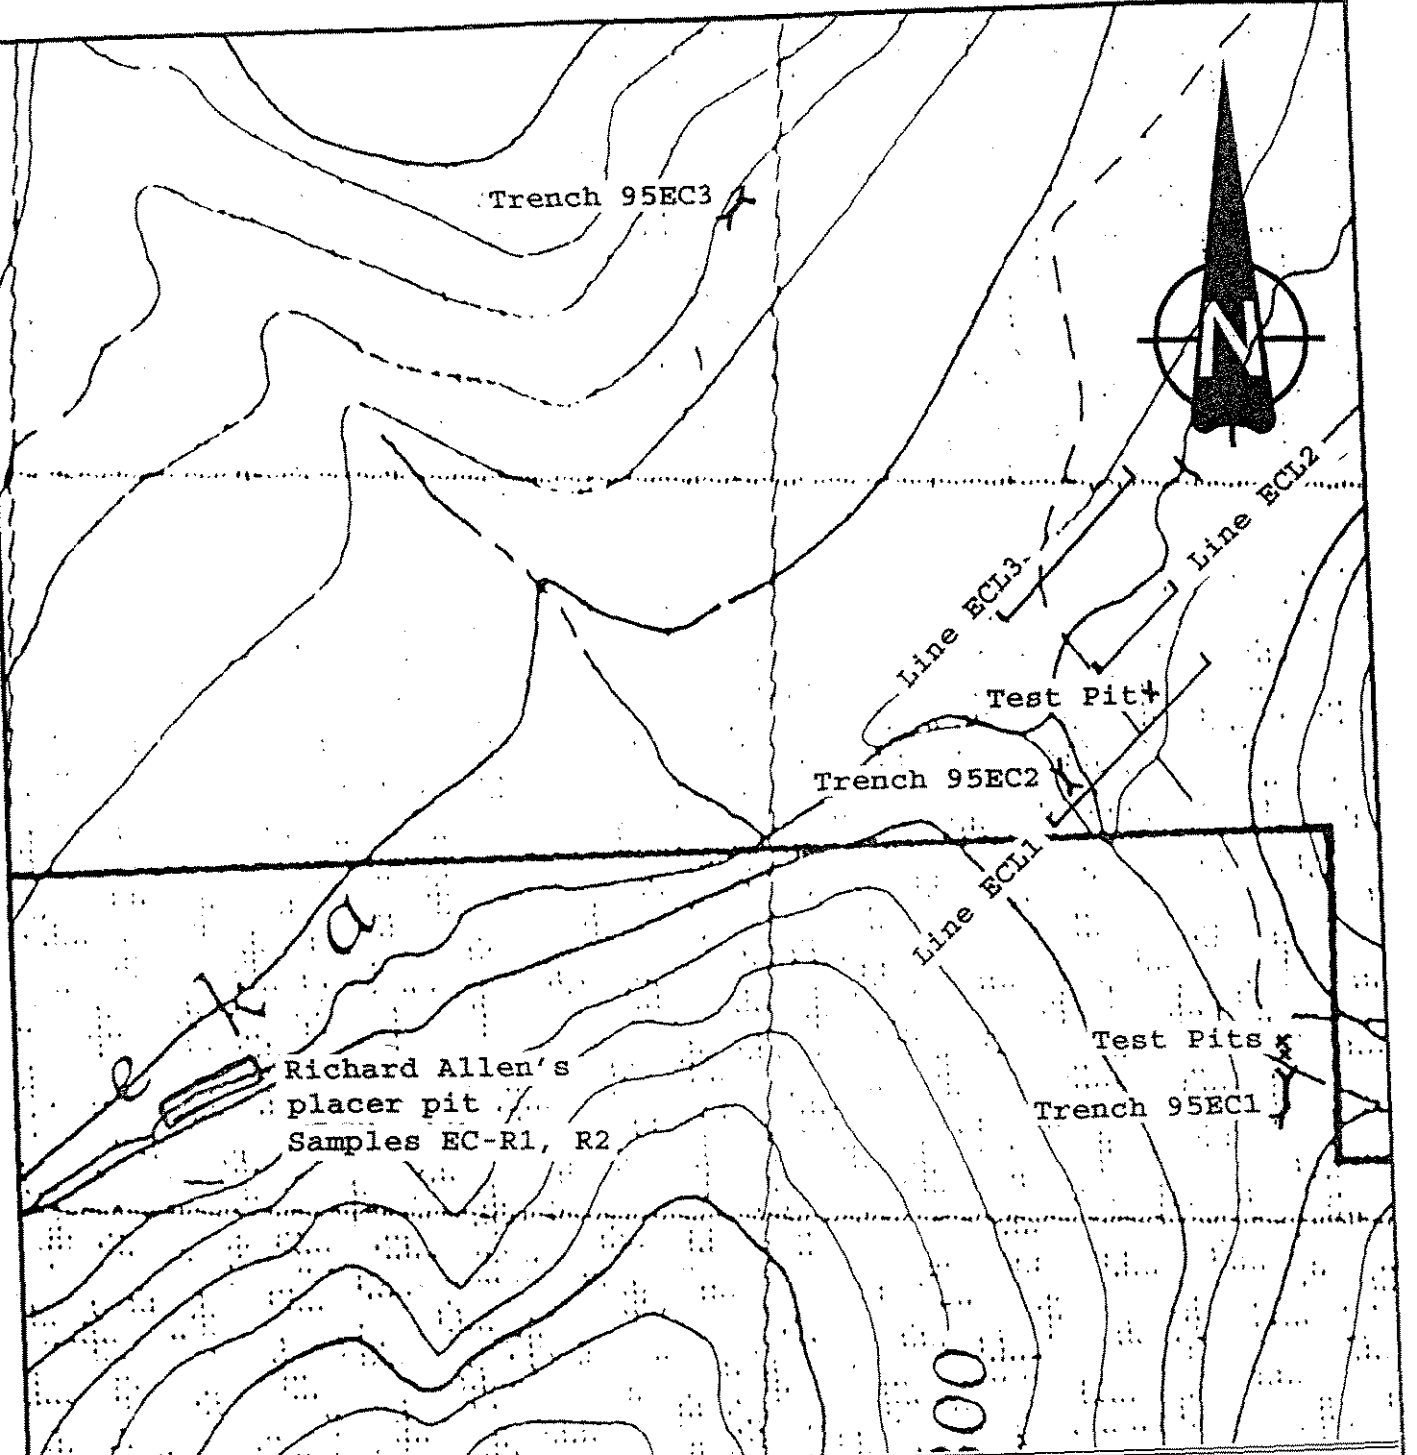 Trench 95EC3
N
Line ECL2
Line ECL3
Test Pit
Trench 95EC2
Line ECL1
e k a
Test Pits
Richard Allen's
placer pit
Samples EC-R1, R2
Trench 95EC1